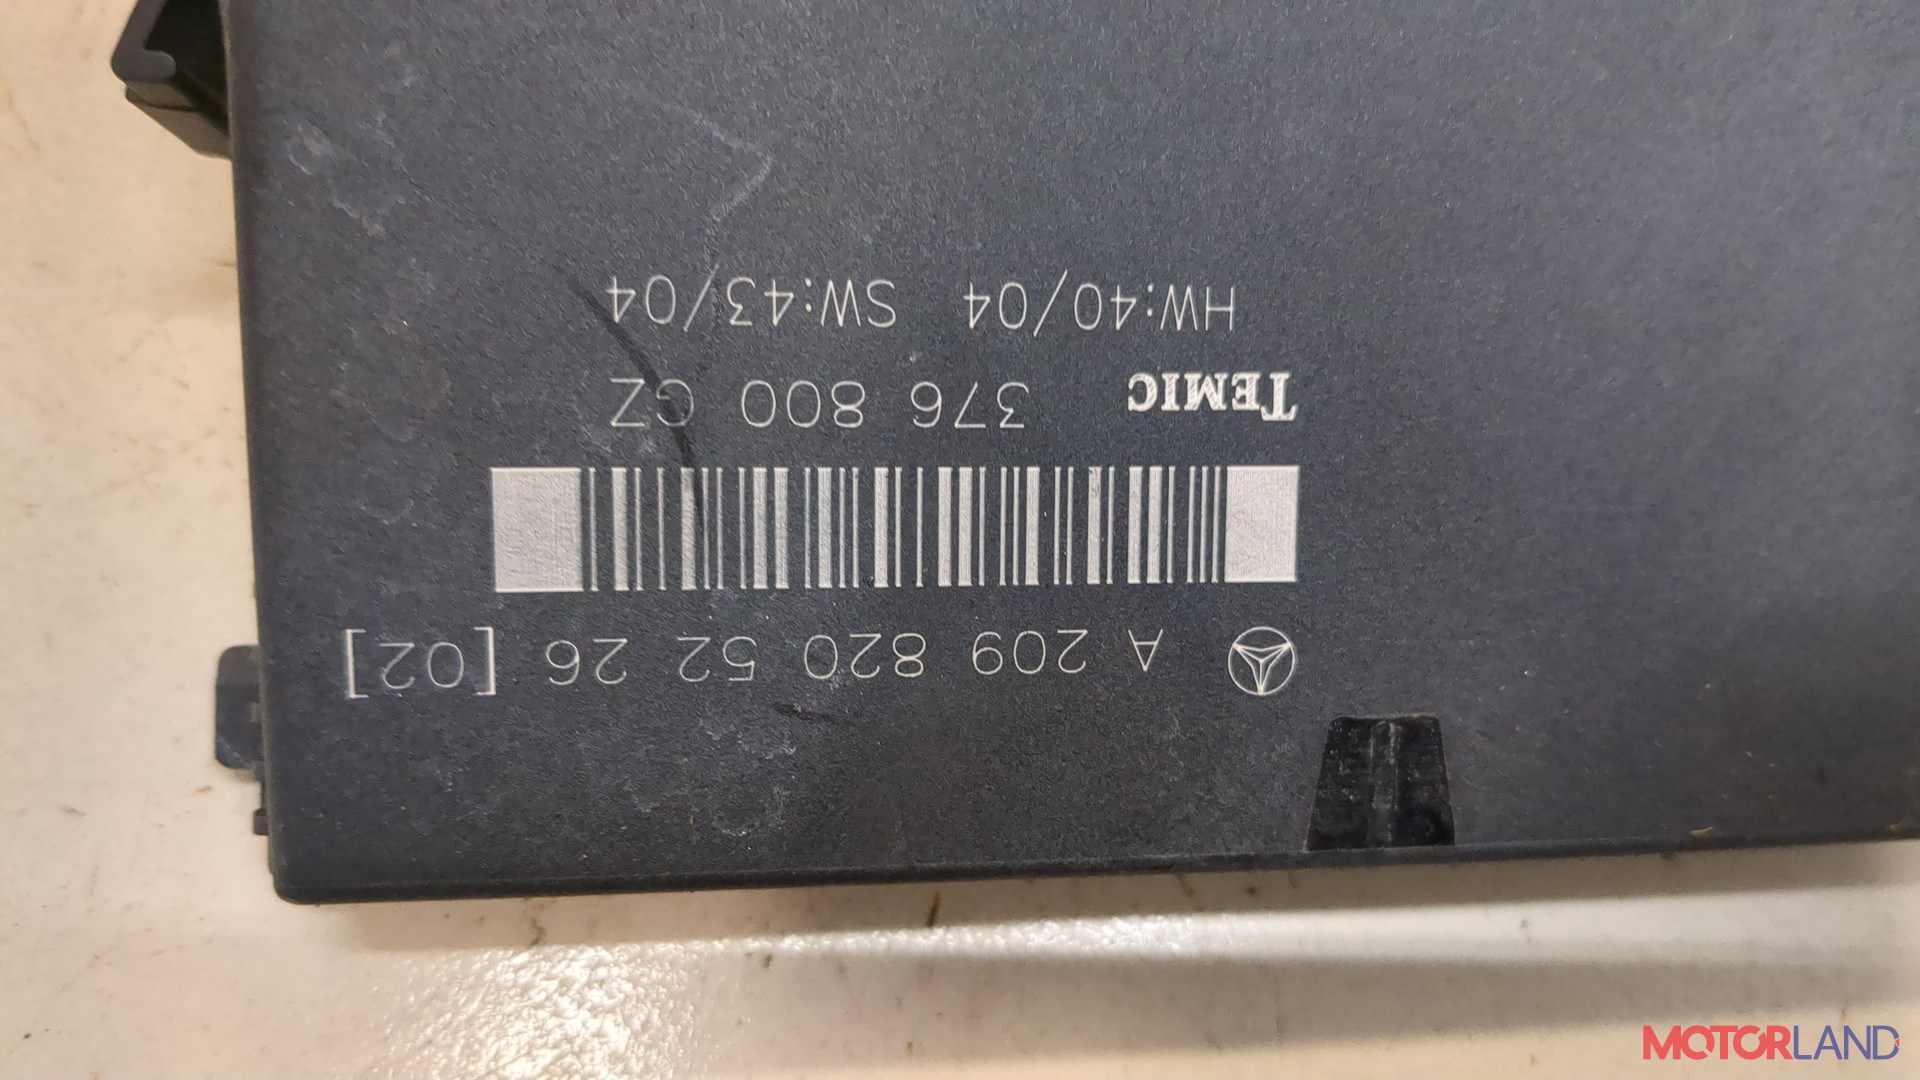 A 209 820 52 26 [02]
TEMIC 376 800 GZ
HW:40/04 SW:43/04
MOTORLAND